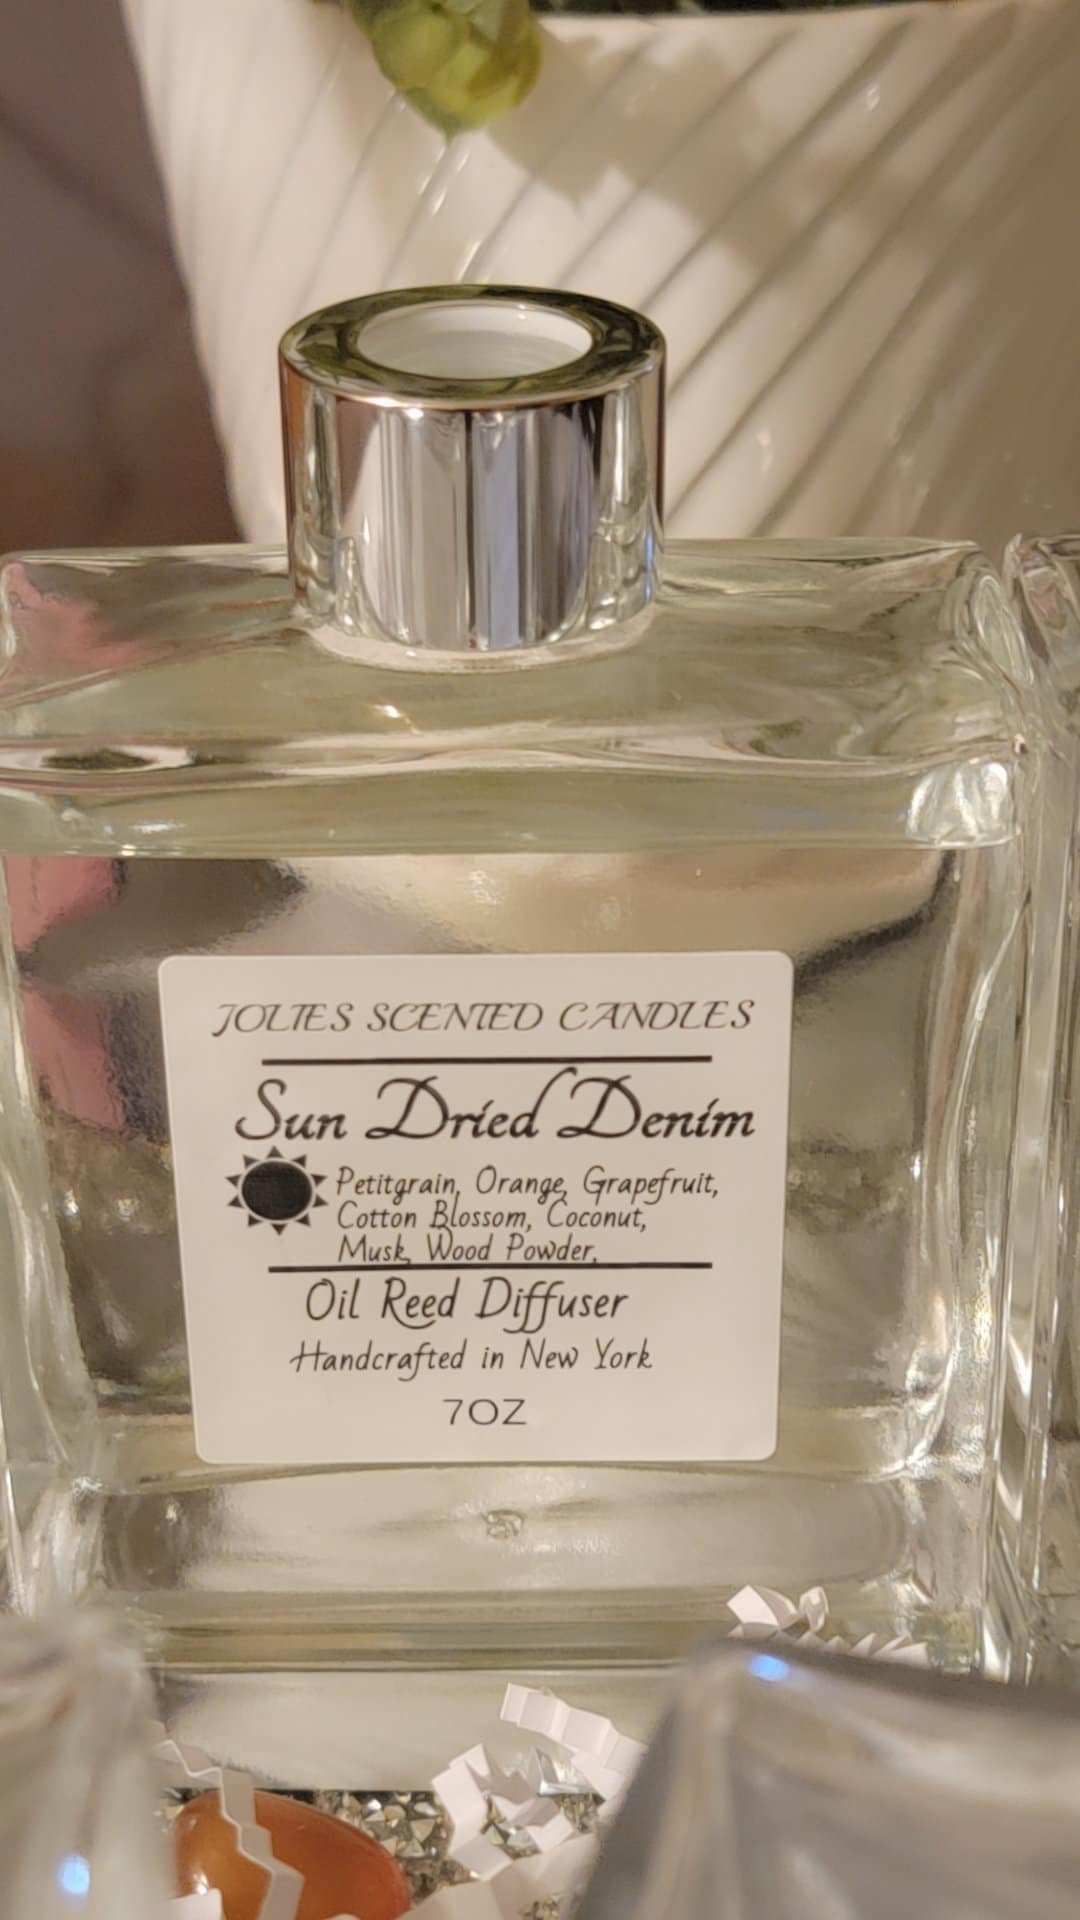 JOLIES SCENTED CANDLES
Sun Dried Denim
Petitgrain, Orange, Grapefruit,
Cotton Blossom, Coconut,
Musk, Wood Powder,
Oil Reed Diffuser
Handcrafted in New York
7OZ